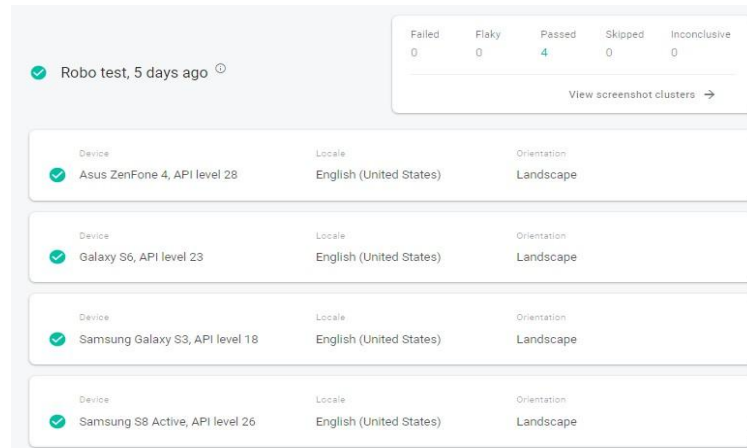 Failed Flaky Passed Skipped Inconclusive
0 0 4 0 0
Robo test, 5 days ago
View screenshot clusters →
Device Locale Orientation
Asus ZenFone 4, API level 28 English (United States) Landscape
Device Locale Orientation
Galaxy S6, API level 23 English (United States) Landscape
Device Locale Orientation
Samsung Galaxy S3, API level 18 English (United States) Landscape
Device Locale Orientation
Samsung S8 Active, API level 26 English (United States) Landscape